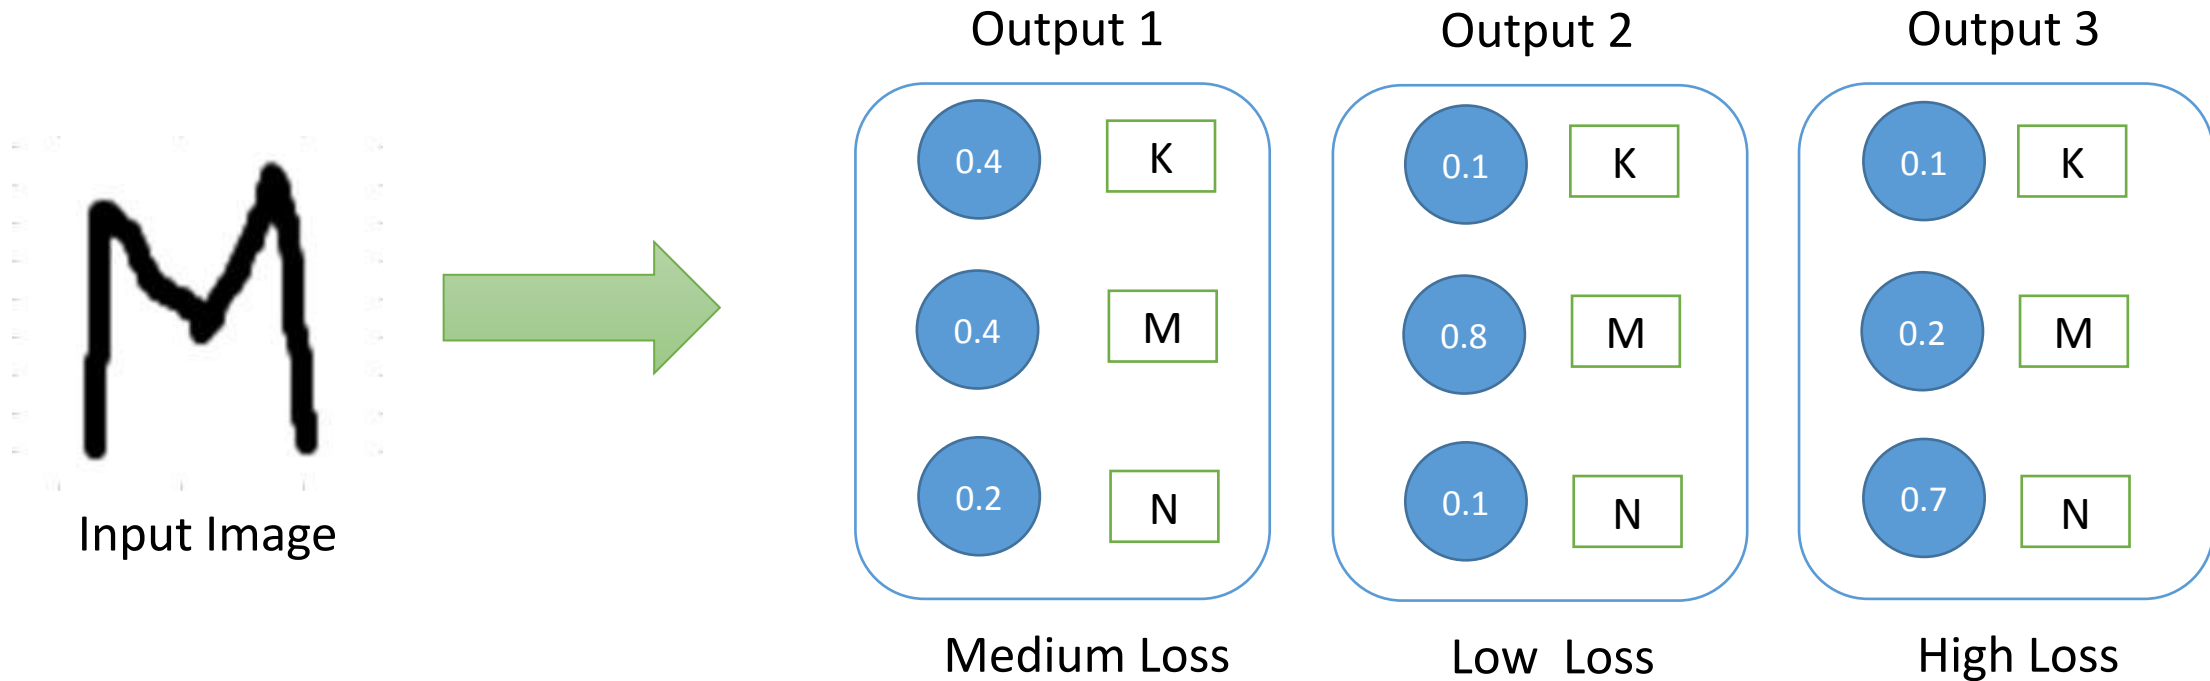 Output 1
Output 2
Output 3
0.4 K
0.4 M
0.2 N
0.1 K
0.8 M
0.1 N
0.1 K
0.2 M
0.7 N
M
Input Image
Medium Loss
Low Loss
High Loss